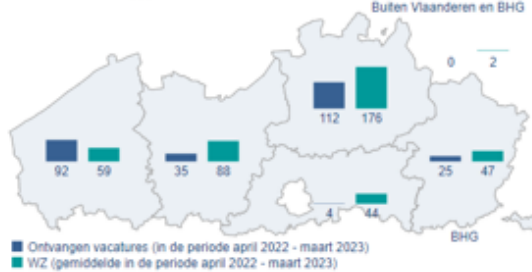 Buiten Vlaanderen en BHG
0 2
112 176
92 59
35 88
25 47
4 44
BHG
Ontvangen vacatures (in de periode april 2022 - maart 2023)
WZ (gemiddelde in de periode april 2022 - maart 2023)